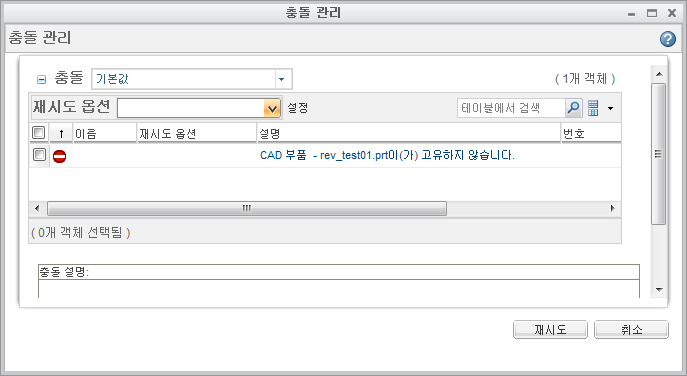 충돌 관리
충돌 관리
충돌 기본값 ( 1개 객체 )
재시도 옵션 설정 테이블에서 검색
이름 재시도 옵션 설명 번호
CAD 부품 - rev_test01.prt이(가) 고유하지 않습니다.
( 0개 객체 선택됨 )
충돌 설명:
재시도 취소